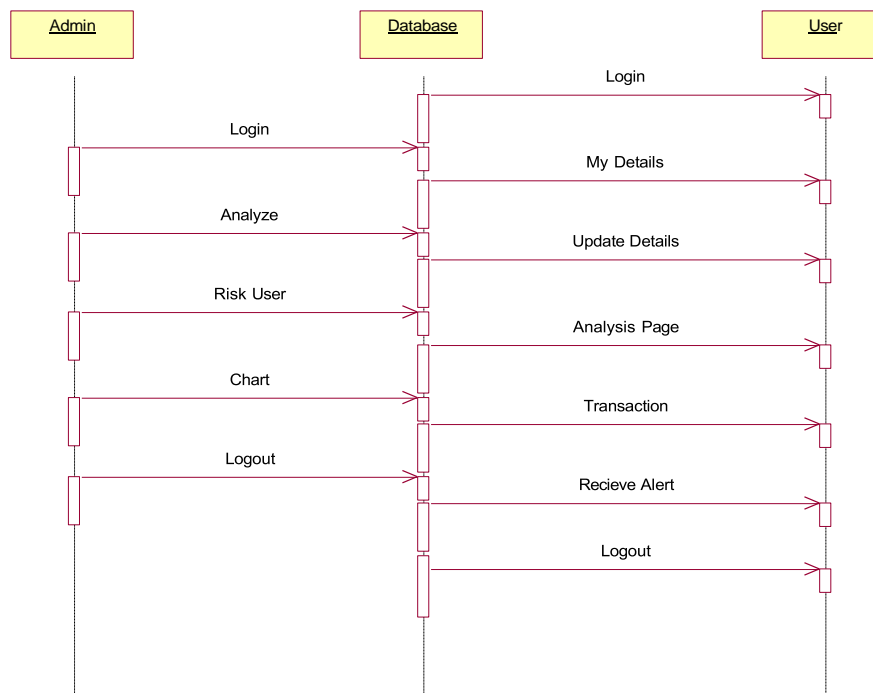 Admin
Database
User
Login
Login
My Details
Analyze
Update Details
Risk User
Analysis Page
Chart
Transaction
Logout
Recieve Alert
Logout